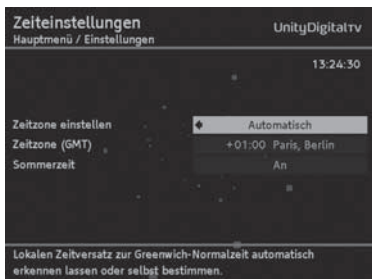 Zeiteinstellungen
UnityDigitalTV
Hauptmenü / Einstellungen
13:24:30
Zeitzone einstellen Automatisch
Zeitzone (GMT) +01:00 Paris, Berlin
Sommerzeit An
Lokalen Zeitversatz zur Greenwich-Normalzeit automatisch
erkennen lassen oder selbst bestimmen.